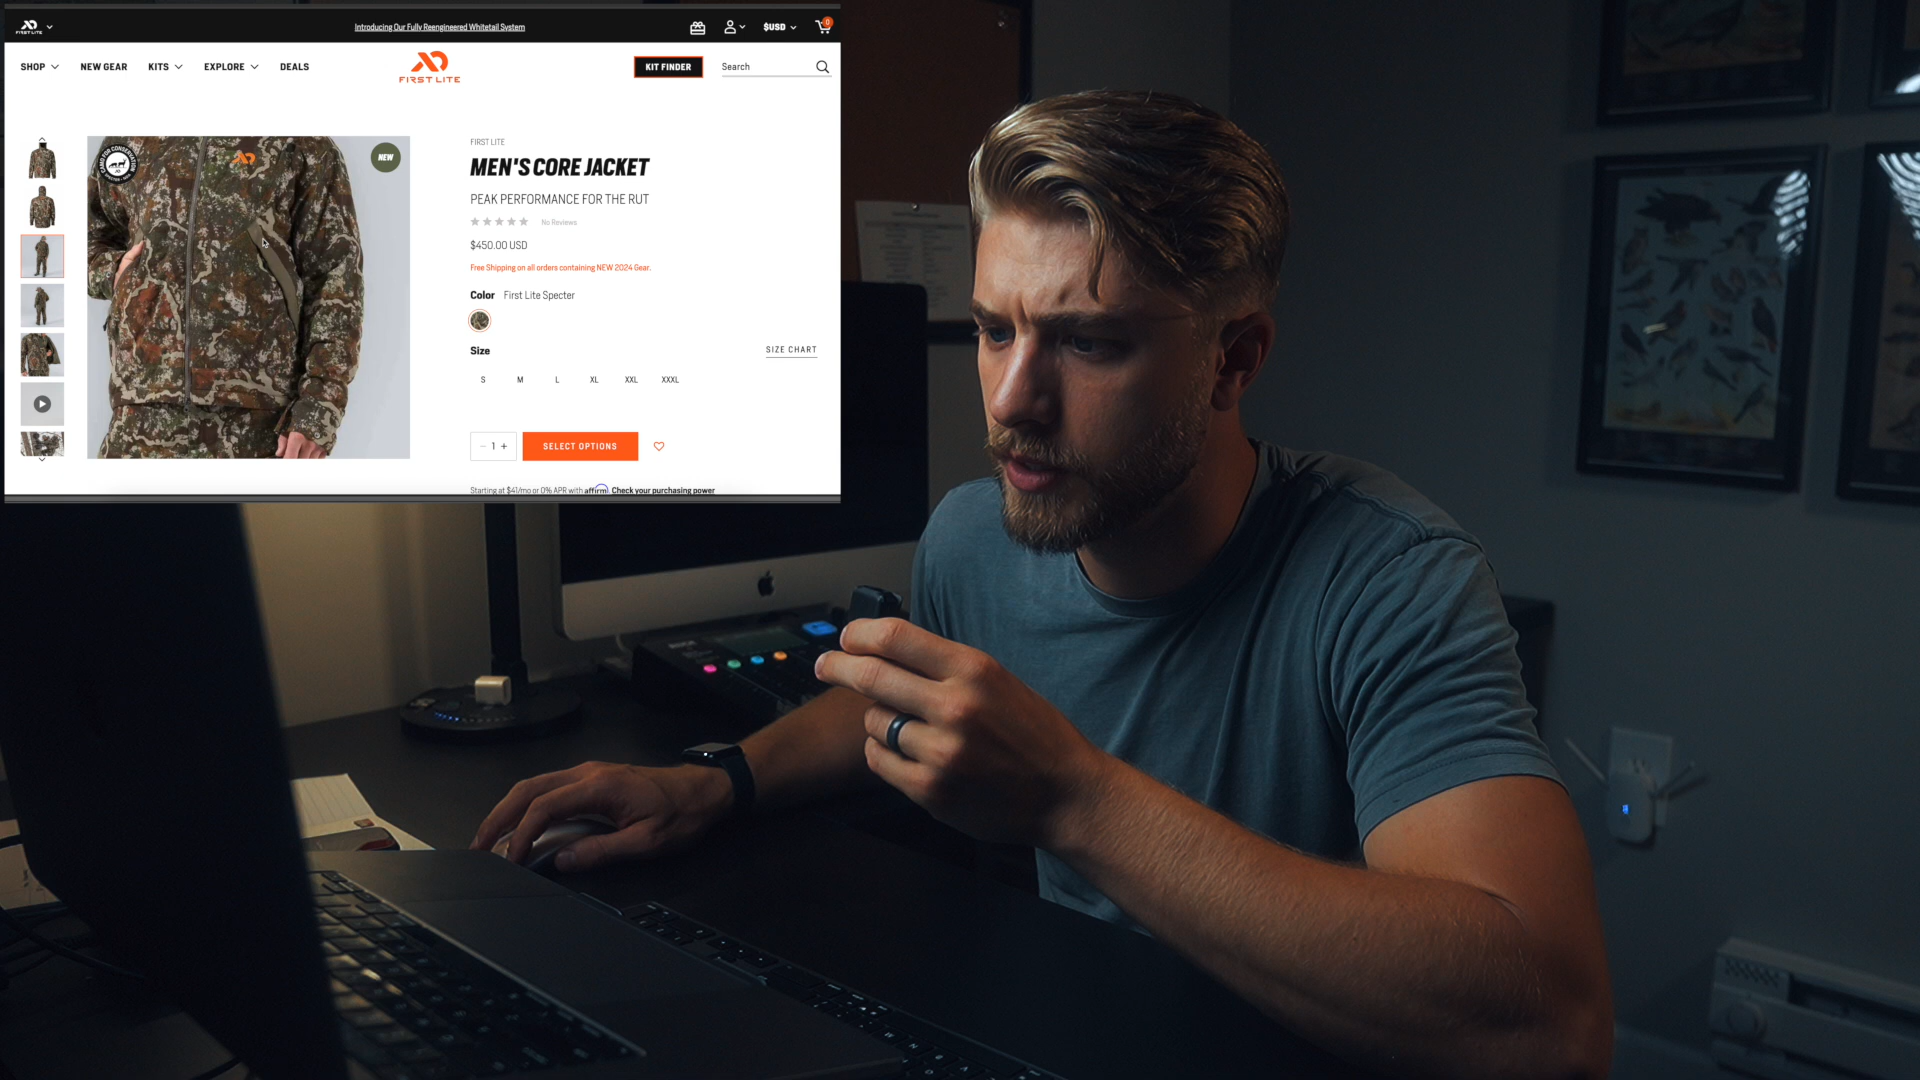 FIRST LITE
Introducing Our Fully Reengineered Whitetail System
$USD
0
SHOP
NEW GEAR
KITS
EXPLORE
DEALS
FIRST LITE
KIT FINDER
Search
NEW
FIRST LITE
MEN'S CORE JACKET
PEAK PERFORMANCE FOR THE RUT
No Reviews
$450.00 USD
Free Shipping on all orders containing NEW 2024 Gear.
Color First Lite Specter
Size
SIZE CHART
S M L XL XXL XXXL
− 1 +
SELECT OPTIONS
Starting at $41/mo or 0% APR with affirm. Check your purchasing power